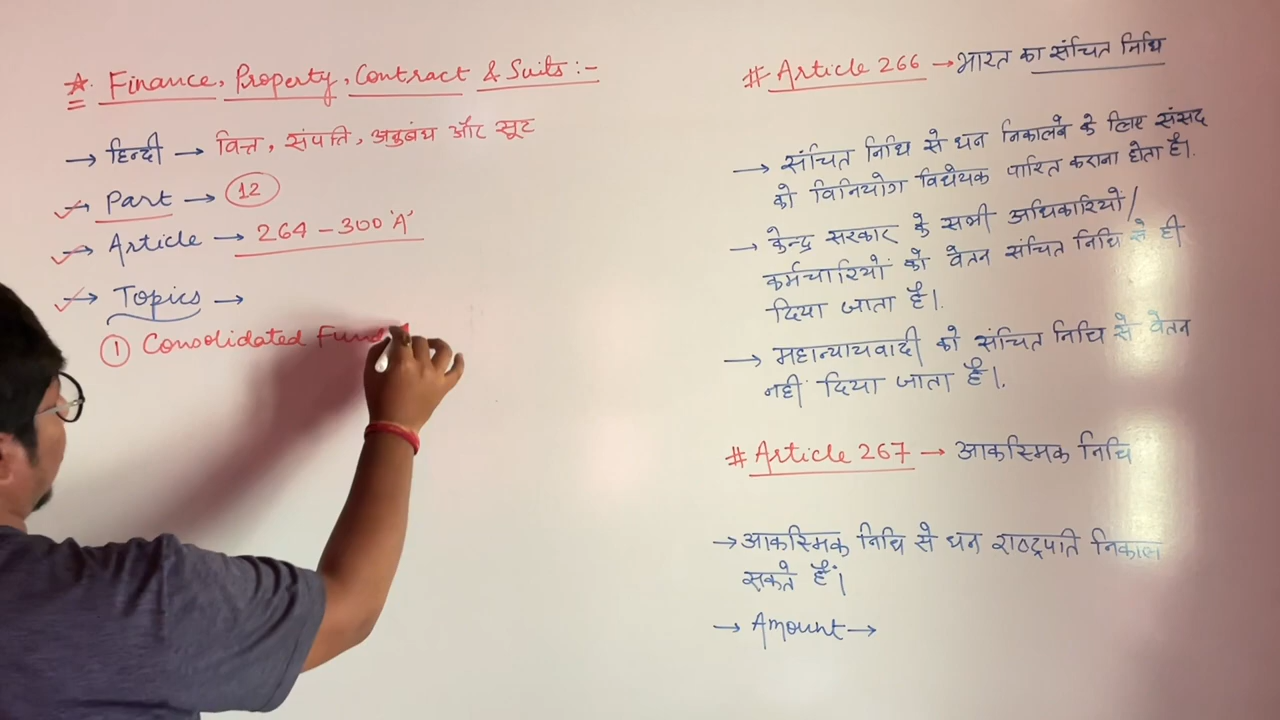 ☆. Finance, Property, Contract & Suits:-
→ हिन्दी → वित्त, संपत्ति, अनुबंध और सूट
→ Part → 12
→ Article → 264 - 300 'A'
→ Topics →
① Consolidated Fund
# Article 266 → भारत का संचित निधि
→ संचित निधि से धन निकालने के लिए संसद
को विनियोग विधेयक पारित कराना होता है।
→ केन्द्र सरकार के सभी अधिकारियों/
कर्मचारियों को वेतन संचित निधि से ही
दिया जाता है।
→ महान्यायवादी को संचित निधि से वेतन
नहीं दिया जाता है।
# Article 267 → आकस्मिक निधि
→ आकस्मिक निधि से धन राष्ट्रपति निकाल
सकते हैं।
→ Amount →